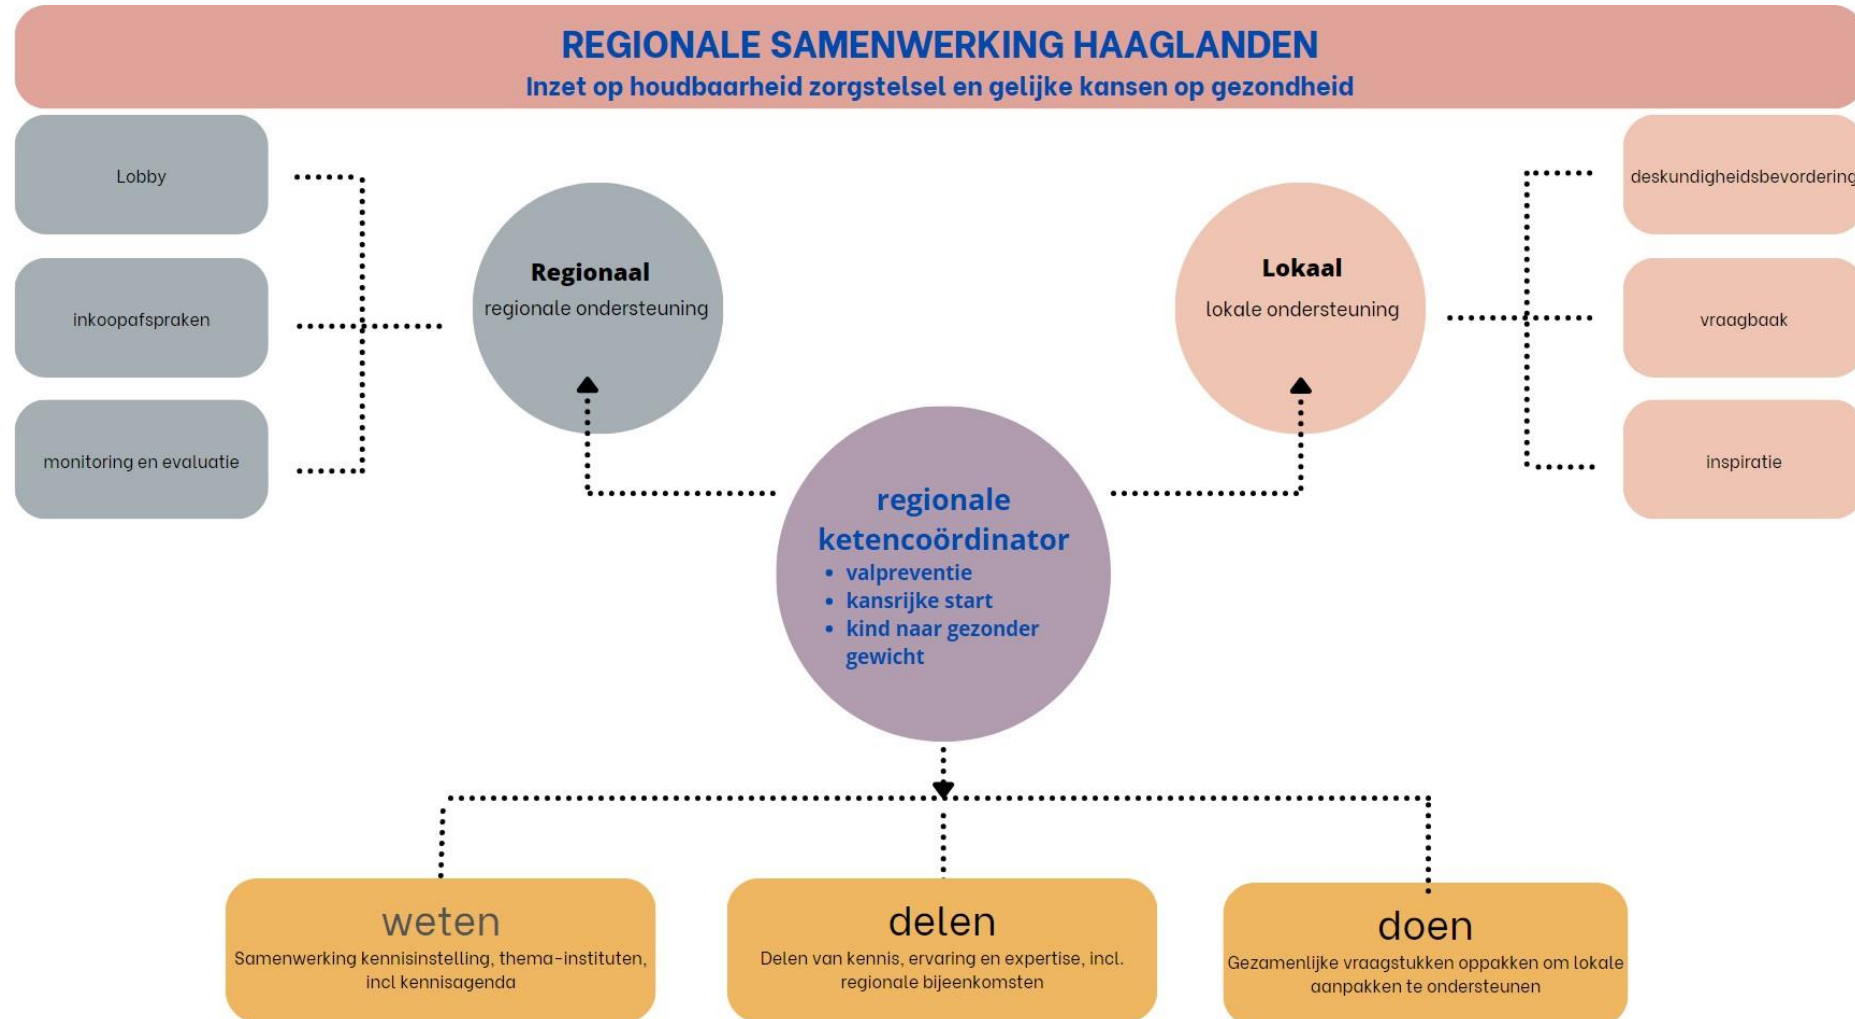 REGIONALE SAMENWERKING HAAGLANDEN
Inzet op houdbaarheid zorgstelsel en gelijke kansen op gezondheid
Lobby
inkoopafspraken
monitoring en evaluatie
Regionaal
regionale ondersteuning
Lokaal
lokale ondersteuning
deskundigheidsbevordering
vraagbaak
inspiratie
regionale
ketencoördinator
• valpreventie
• kansrijke start
• kind naar gezonder
gewicht
weten
Samenwerking kennisinstelling, thema-instituten,
incl kennisagenda
delen
Delen van kennis, ervaring en expertise, incl.
regionale bijeenkomsten
doen
Gezamenlijke vraagstukken oppakken om lokale
aanpakken te ondersteunen